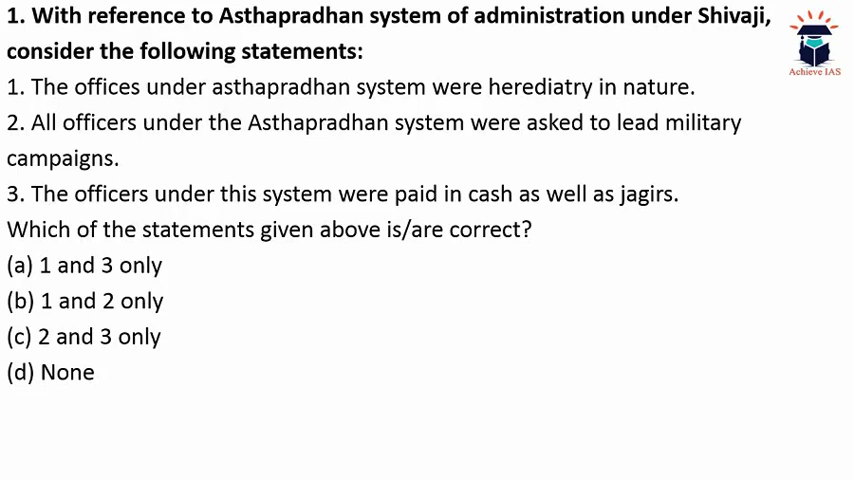 1. With reference to Asthapradhan system of administration under Shivaji,
consider the following statements:
1. The offices under asthapradhan system were herediatry in nature.
2. All officers under the Asthapradhan system were asked to lead military
campaigns.
3. The officers under this system were paid in cash as well as jagirs.
Which of the statements given above is/are correct?
(a) 1 and 3 only
(b) 1 and 2 only
(c) 2 and 3 only
(d) None
Achieve IAS